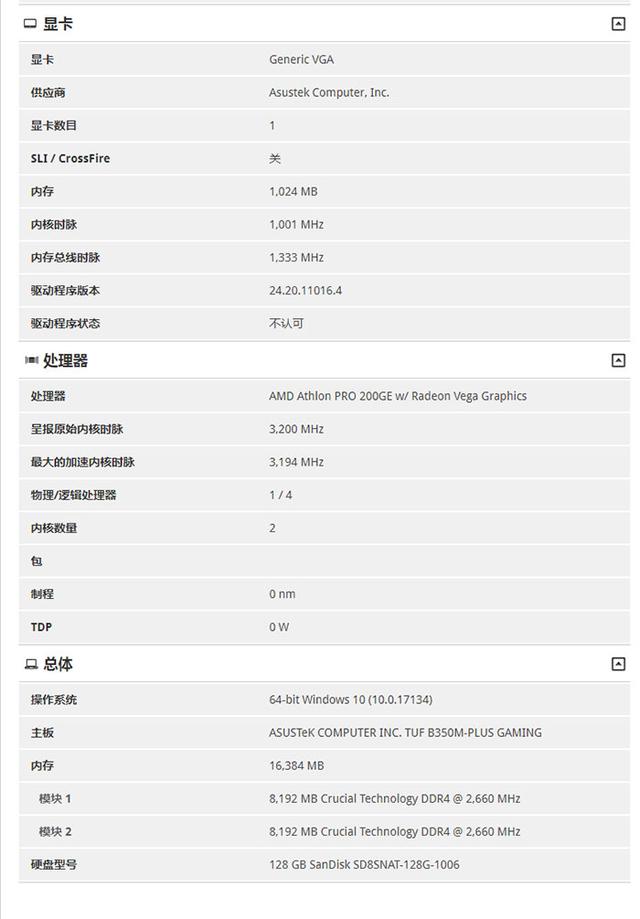 显卡
显卡 Generic VGA
供应商 Asustek Computer, Inc.
显卡数目 1
SLI / CrossFire 关
内存 1,024 MB
内核时脉 1,001 MHz
内存总线时脉 1,333 MHz
驱动程序版本 24.20.11016.4
驱动程序状态 不认可
处理器
处理器 AMD Athlon PRO 200GE w/ Radeon Vega Graphics
呈报原始内核时脉 3,200 MHz
最大的加速内核时脉 3,194 MHz
物理/逻辑处理器 1 / 4
内核数量 2
包
制程 0 nm
TDP 0 W
总体
操作系统 64-bit Windows 10 (10.0.17134)
主板 ASUSTeK COMPUTER INC. TUF B350M-PLUS GAMING
内存 16,384 MB
模块 1 8,192 MB Crucial Technology DDR4 @ 2,660 MHz
模块 2 8,192 MB Crucial Technology DDR4 @ 2,660 MHz
硬盘型号 128 GB SanDisk SD8SNAT-128G-1006